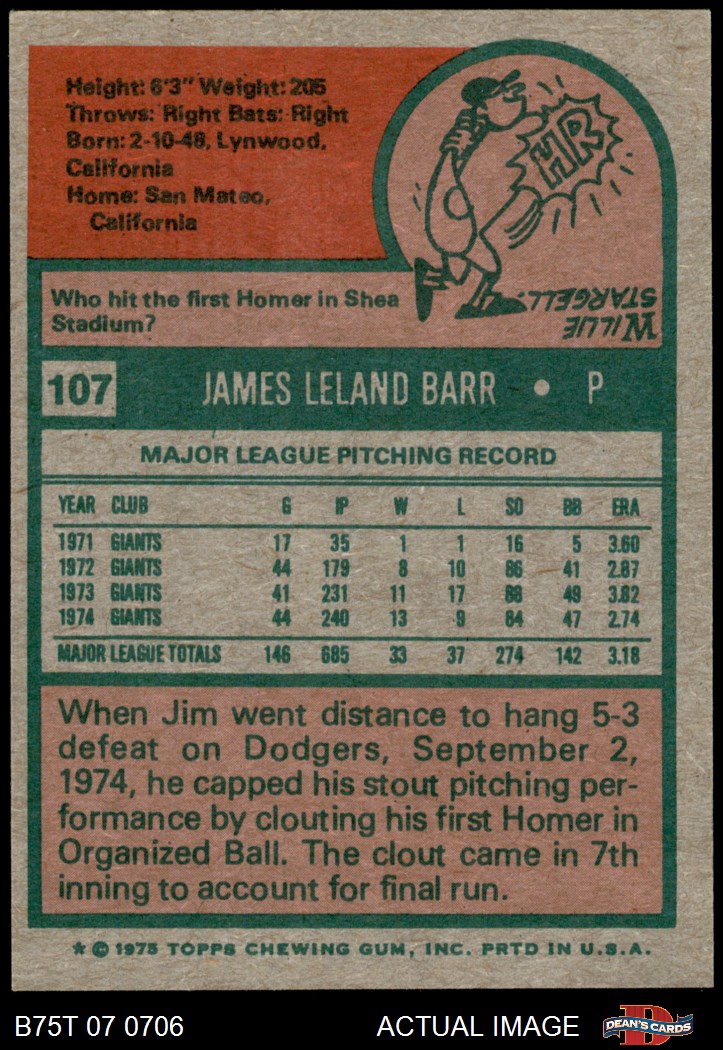 Height: 6'3" Weight: 205
Throws: Right Bats: Right
Born: 2-10-48, Lynwood,
California
Home: San Mateo,
California
HR
WILLIE
STARGELL.
Who hit the first Homer in Shea
Stadium?
107 JAMES LELAND BARR • P
MAJOR LEAGUE PITCHING RECORD
YEAR CLUB G IP W L SO BB ERA
1971 GIANTS 17 35 1 1 16 5 3.60
1972 GIANTS 44 179 8 10 86 41 2.87
1973 GIANTS 41 231 11 17 88 49 3.82
1974 GIANTS 44 240 13 9 84 47 2.74
MAJOR LEAGUE TOTALS 146 685 33 37 274 142 3.18
When Jim went distance to hang 5-3
defeat on Dodgers, September 2,
1974, he capped his stout pitching per-
formance by clouting his first Homer in
Organized Ball. The clout came in 7th
inning to account for final run.
* © 1975 TOPPS CHEWING GUM, INC. PRTD IN U.S.A.
B75T 07 0706 ACTUAL IMAGE D DEAN'S CARDS